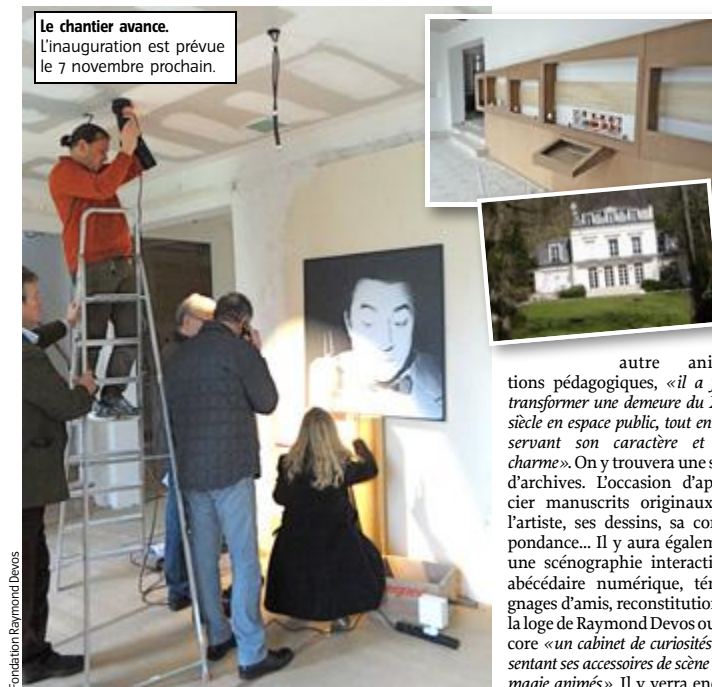 Le chantier avance.
L'inauguration est prévue
le 7 novembre prochain.
autre
tions pédagogiques, «il a
transformer une demeure du
siècle en espace public, tout en
servant son caractère et
charme». On y trouvera une
d'archives. L'occasion
cier manuscrits originaux
l'artiste, ses dessins, sa
pondance... Il y aura
une scénographie
abécédaire numérique,
gnages d'amis, reconstitution
la loge de Raymond Devos ou
core «un cabinet de curiosités
sentant ses accessoires de scène
magie animés». Il y verra
Fondation Raymond Devos